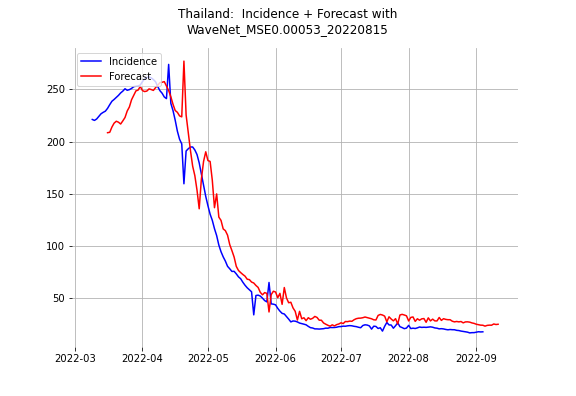 Thailand:  Incidence + Forecast with
WaveNet_MSE0.00053_20220815
Incidence
Forecast
250
200
150
100
50
2022-03 2022-04 2022-05 2022-06 2022-07 2022-08 2022-09